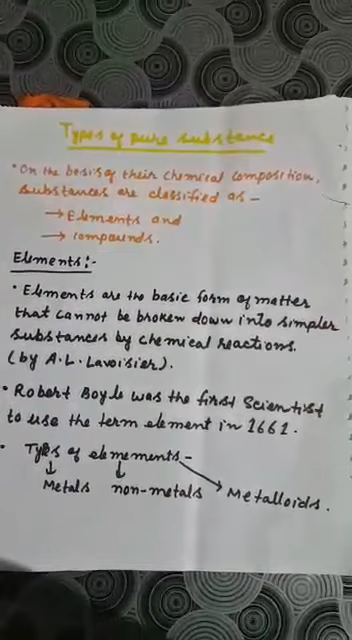 Types of pure substance
• On the basis of their chemical composition,
substances are classified as -
→ Elements and
→ compounds.
Elements:-
• Elements are the basic form of matter
that cannot be broken down into simpler
substances by chemical reactions.
(by A.L. Lavoisier).
• Robert Boyle was the first Scientist
to use the term element in 1661.
• Types of elmements -
↓ ↓ ↘
Metals non-metals Metalloids.